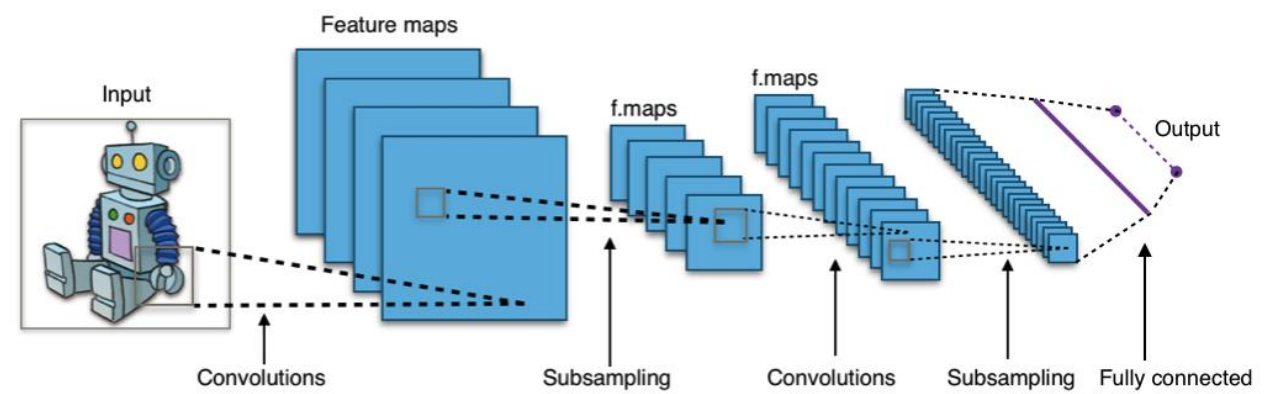 Feature maps
f.maps
Input
f.maps
Output
Convolutions
Subsampling
Convolutions
Subsampling
Fully connected